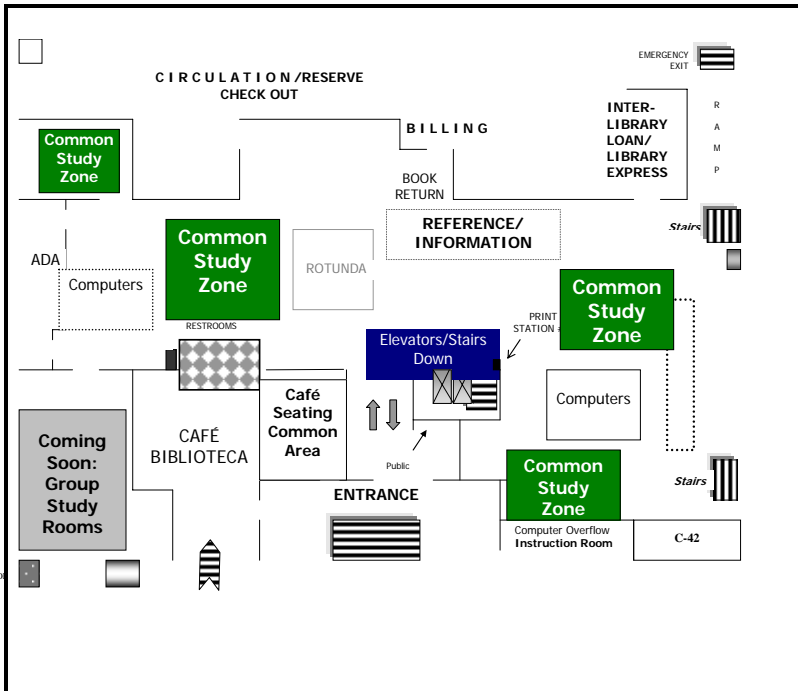 EMERGENCY
EXIT
CIRCULATION/RESERVE
CHECK OUT
INTER-
LIBRARY
LOAN/
LIBRARY
EXPRESS
R
A
M
P
BILLING
Common
Study
Zone
BOOK
RETURN
REFERENCE/
INFORMATION
Stairs
Common
Study
Zone
ROTUNDA
ADA
Computers
Common
Study
Zone
PRINT
STATION
RESTROOMS
Elevators/Stairs
Down
Café
Seating
Common
Area
Computers
Coming
Soon:
Group
Study
Rooms
CAFÉ
BIBLIOTECA
Public
Common
Study
Zone
Stairs
ENTRANCE
Computer Overflow
Instruction Room
C-42